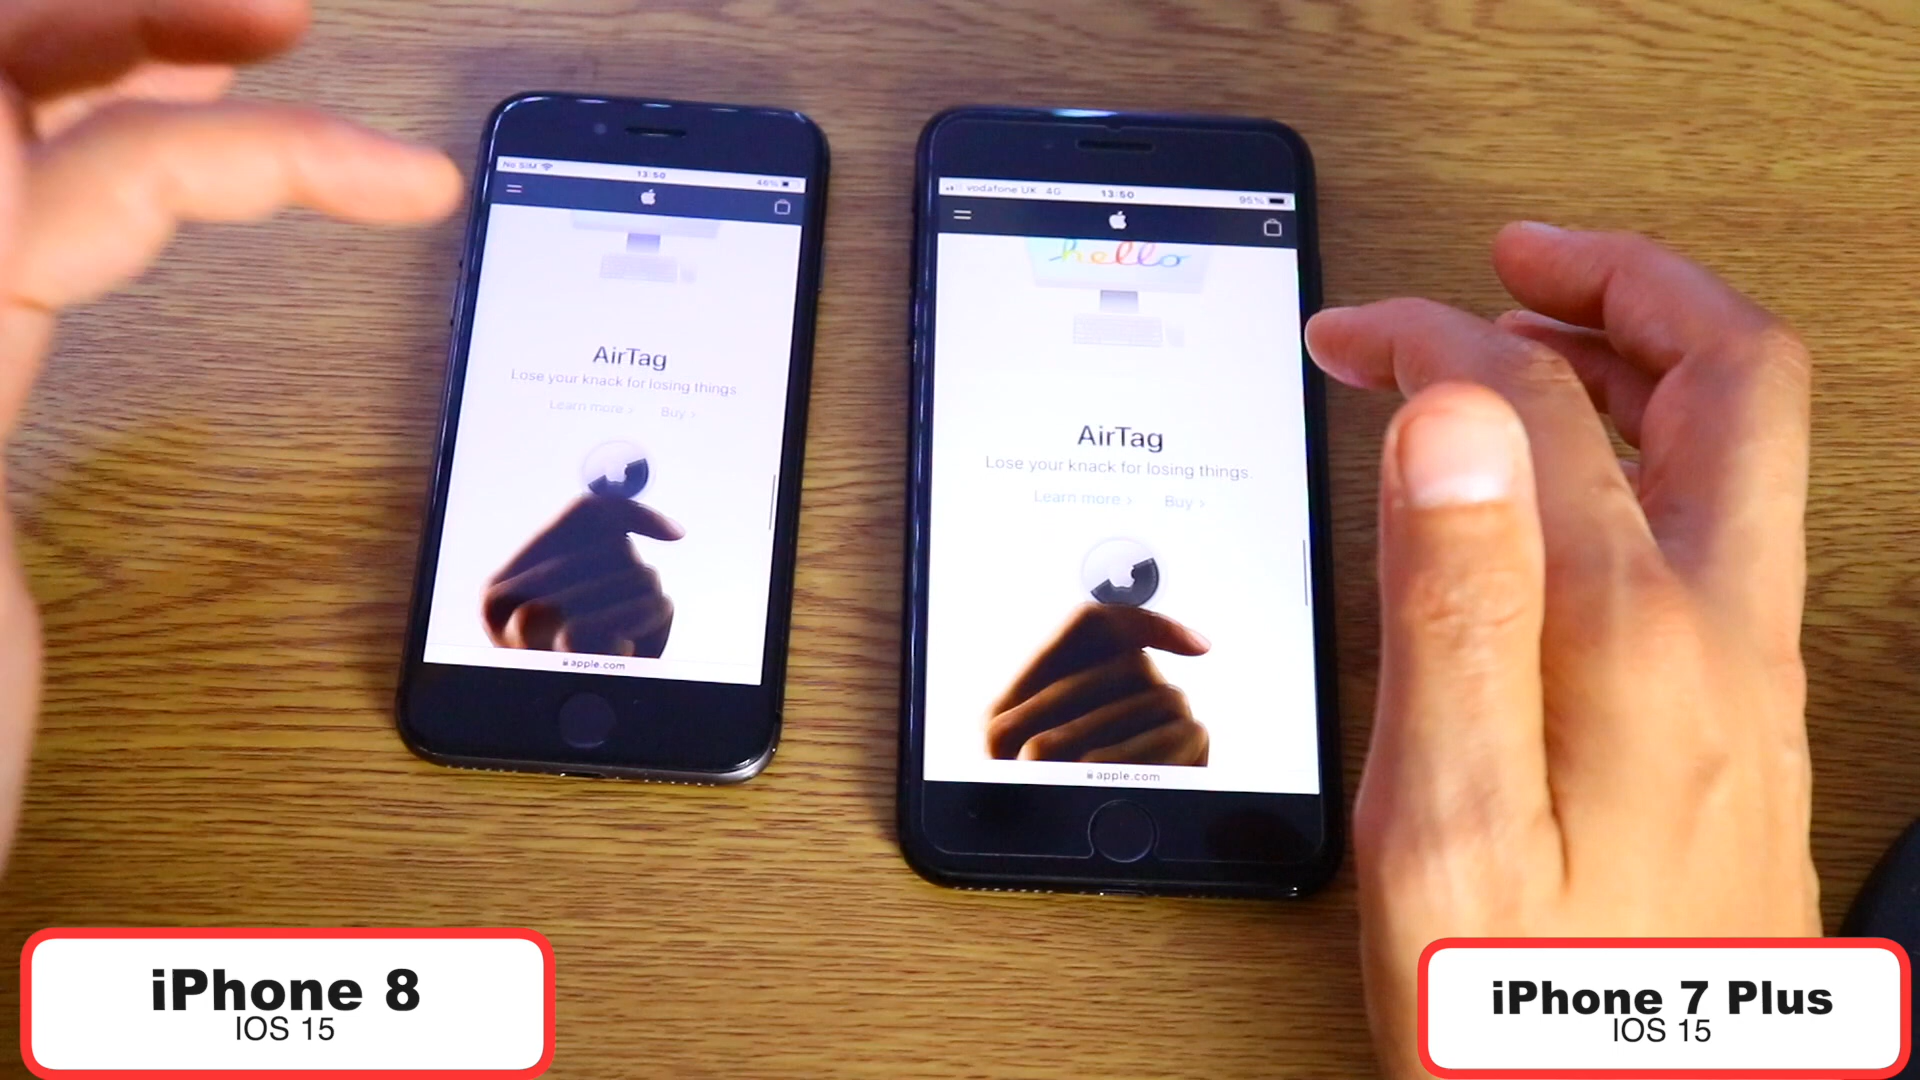 No SIM
13:50
46%
AirTag
Lose your knack for losing things.
Learn more > Buy >
apple.com
vodafone UK 4G
13:50
95%
hello
AirTag
Lose your knack for losing things.
Learn more > Buy >
apple.com
iPhone 8
IOS 15
iPhone 7 Plus
IOS 15